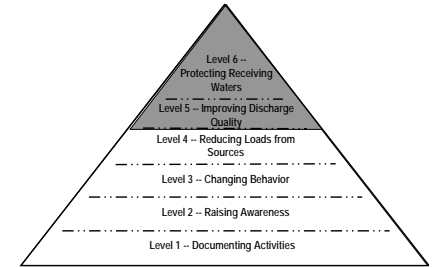 Level 6 --
Protecting Receiving
Waters
Level 5 -- Improving Discharge
Quality
Level 4 -- Reducing Loads from
Sources
Level 3 -- Changing Behavior
Level 2 -- Raising Awareness
Level 1 -- Documenting Activities